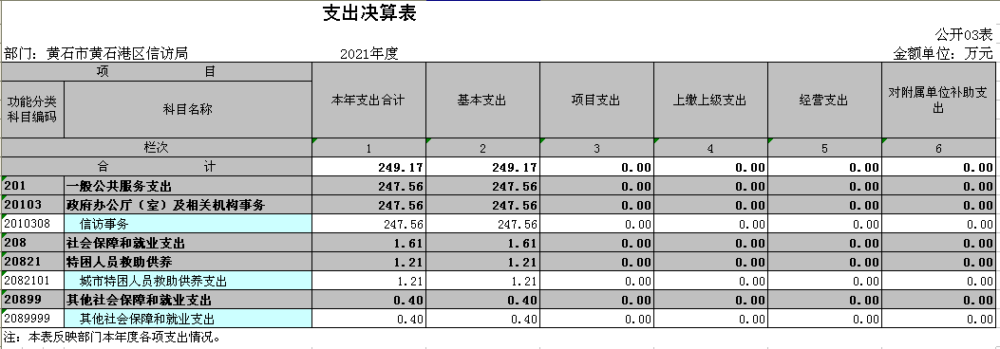 支出决算表
公开03表
部门：黄石市黄石港区信访局 2021年度 金额单位：万元
项 目 本年支出合计 基本支出 项目支出 上缴上级支出 经营支出 对附属单位补助支出
功能分类科目编码 科目名称
栏次 1 2 3 4 5 6
合 计 249.17 249.17 0.00 0.00 0.00 0.00
201 一般公共服务支出 247.56 247.56 0.00 0.00 0.00 0.00
20103 政府办公厅（室）及相关机构事务 247.56 247.56 0.00 0.00 0.00 0.00
2010308 信访事务 247.56 247.56 0.00 0.00 0.00 0.00
208 社会保障和就业支出 1.61 1.61 0.00 0.00 0.00 0.00
20821 特困人员救助供养 1.21 1.21 0.00 0.00 0.00 0.00
2082101 城市特困人员救助供养支出 1.21 1.21 0.00 0.00 0.00 0.00
20899 其他社会保障和就业支出 0.40 0.40 0.00 0.00 0.00 0.00
2089999 其他社会保障和就业支出 0.40 0.40 0.00 0.00 0.00 0.00
注：本表反映部门本年度各项支出情况。